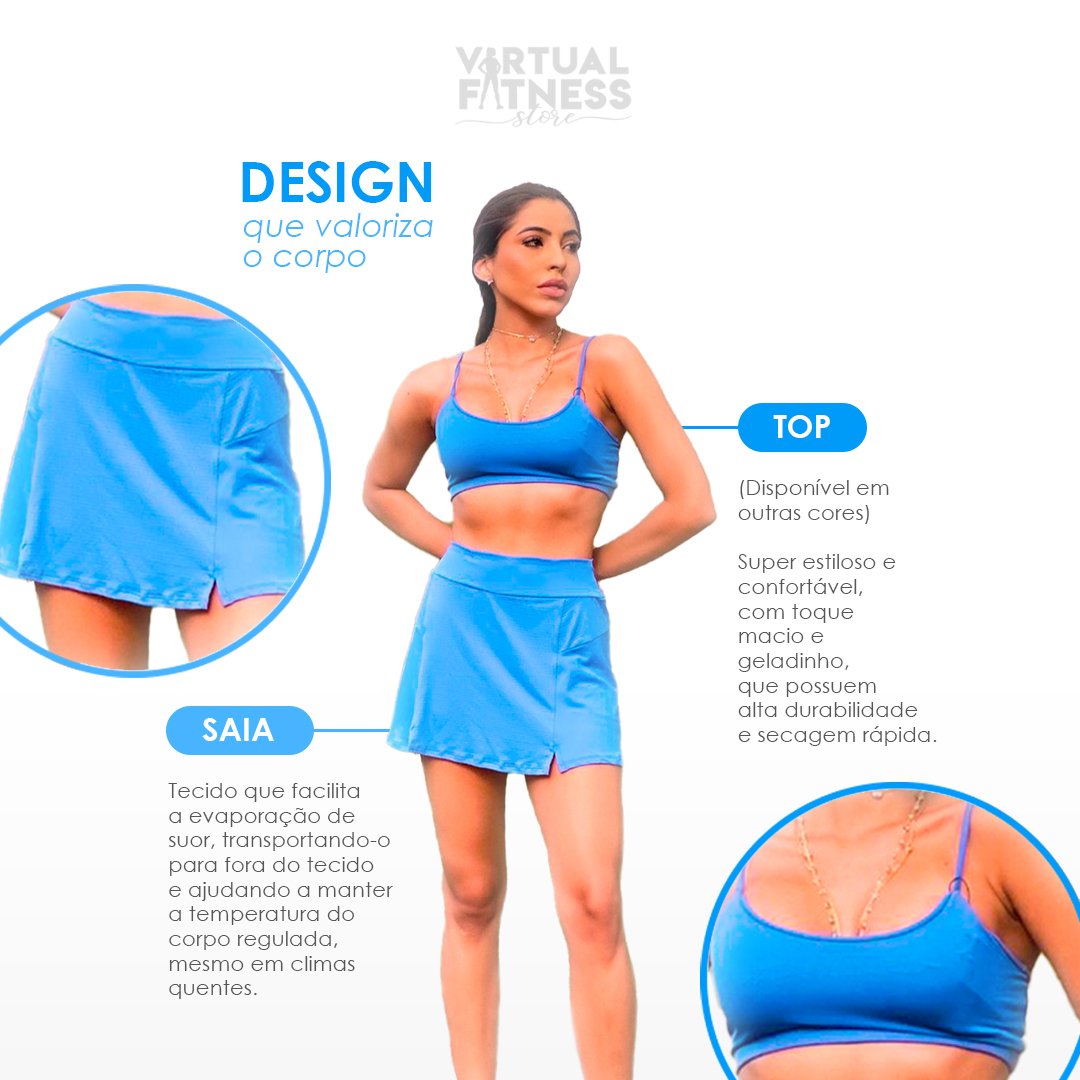 VIRTUAL
FITNESS
store
DESIGN
que valoriza
o corpo
TOP
(Disponível em
outras cores)
Super estiloso e
confortável,
com toque
macio e
geladinho,
que possuem
alta durabilidade
e secagem rápida.
SAIA
Tecido que facilita
a evaporação de
suor, transportando-o
para fora do tecido
e ajudando a manter
a temperatura do
corpo regulada,
mesmo em climas
quentes.